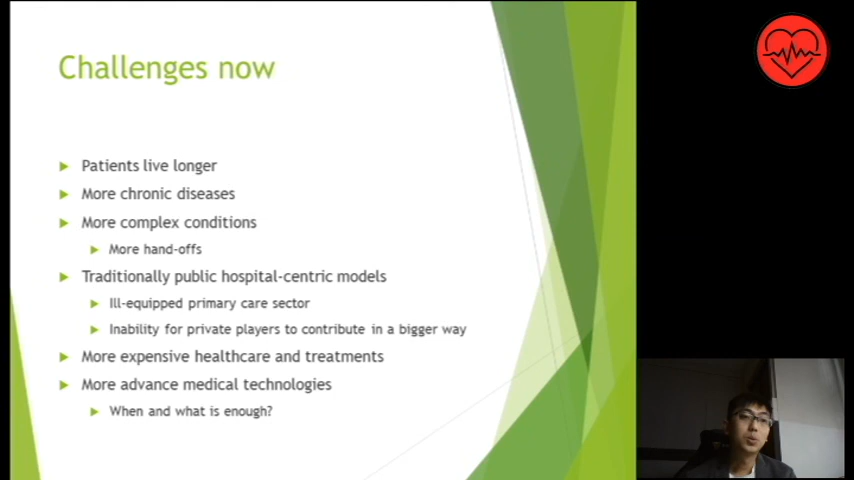 Challenges now
Patients live longer
More chronic diseases
More complex conditions
More hand-offs
Traditionally public hospital-centric models
Ill-equipped primary care sector
Inability for private players to contribute in a bigger way
More expensive healthcare and treatments
More advance medical technologies
When and what is enough?